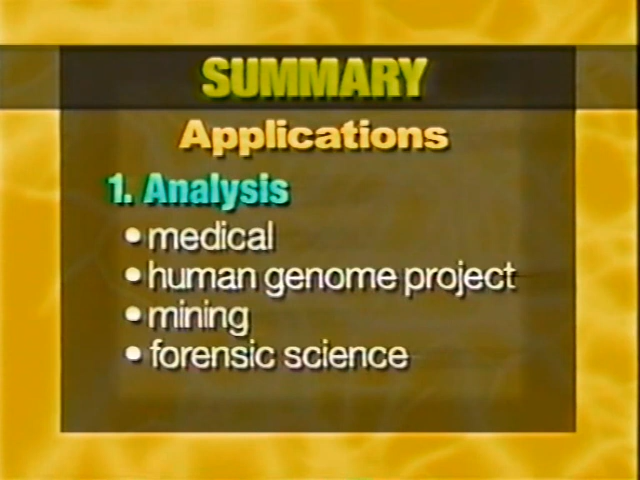 SUMMARY
Applications
1. Analysis
• medical
• human genome project
• mining
• forensic science